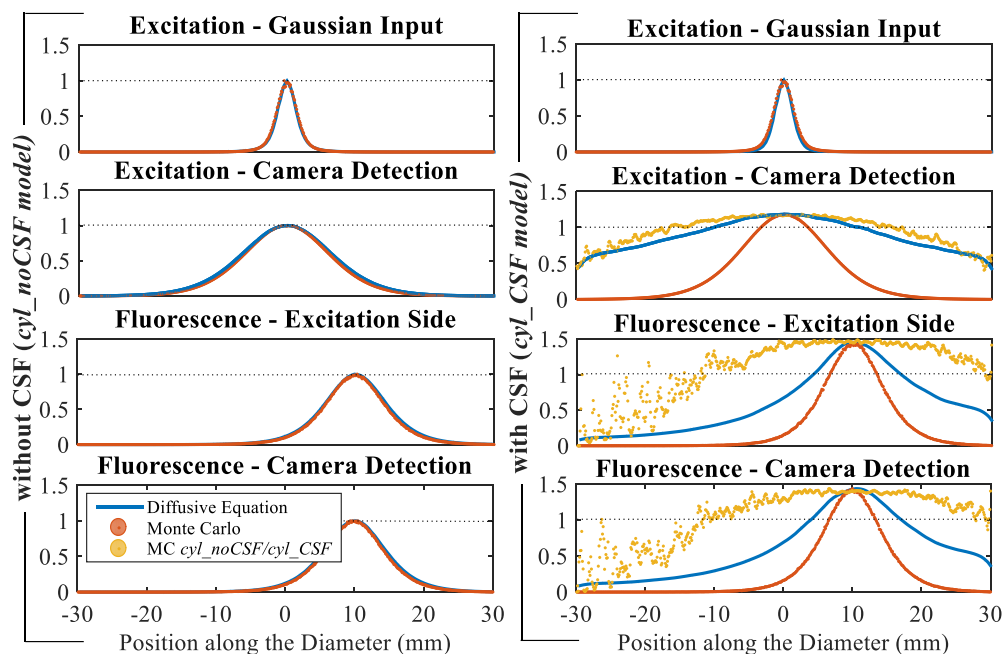 without CSF (cyl_noCSF model)
Excitation - Gaussian Input
1.5
1
0.5
0
Excitation - Camera Detection
1.5
1
0.5
0
Fluorescence - Excitation Side
1.5
1
0.5
0
Fluorescence - Camera Detection
1.5
1
0.5
0
Diffusive Equation
Monte Carlo
MC cyl_noCSF/cyl_CSF
-30 -20 -10 0 10 20 30
Position along the Diameter (mm)
with CSF (cyl_CSF model)
Excitation - Gaussian Input
1.5
1
0.5
0
Excitation - Camera Detection
1.5
1
0.5
0
Fluorescence - Excitation Side
1.5
1
0.5
0
Fluorescence - Camera Detection
1.5
1
0.5
0
-30 -20 -10 0 10 20 30
Position along the Diameter (mm)